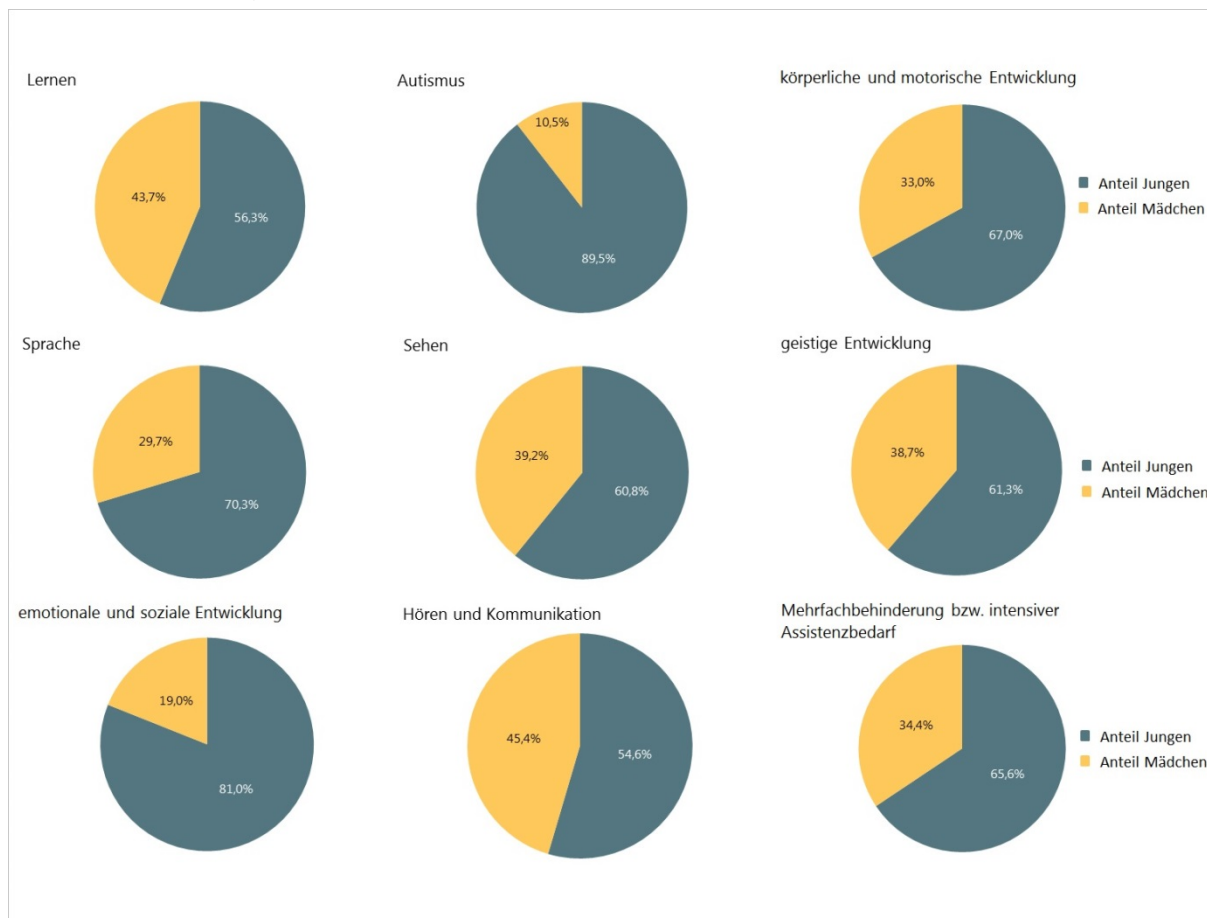 Lernen
43,7%
56,3%
Autismus
10,5%
89,5%
körperliche und motorische Entwicklung
33,0%
67,0%
Anteil Jungen
Anteil Mädchen
Sprache
29,7%
70,3%
Sehen
39,2%
60,8%
geistige Entwicklung
38,7%
61,3%
Anteil Jungen
Anteil Mädchen
emotionale und soziale Entwicklung
19,0%
81,0%
Hören und Kommunikation
45,4%
54,6%
Mehrfachbehinderung bzw. intensiver
Assistenzbedarf
34,4%
65,6%
Anteil Jungen
Anteil Mädchen